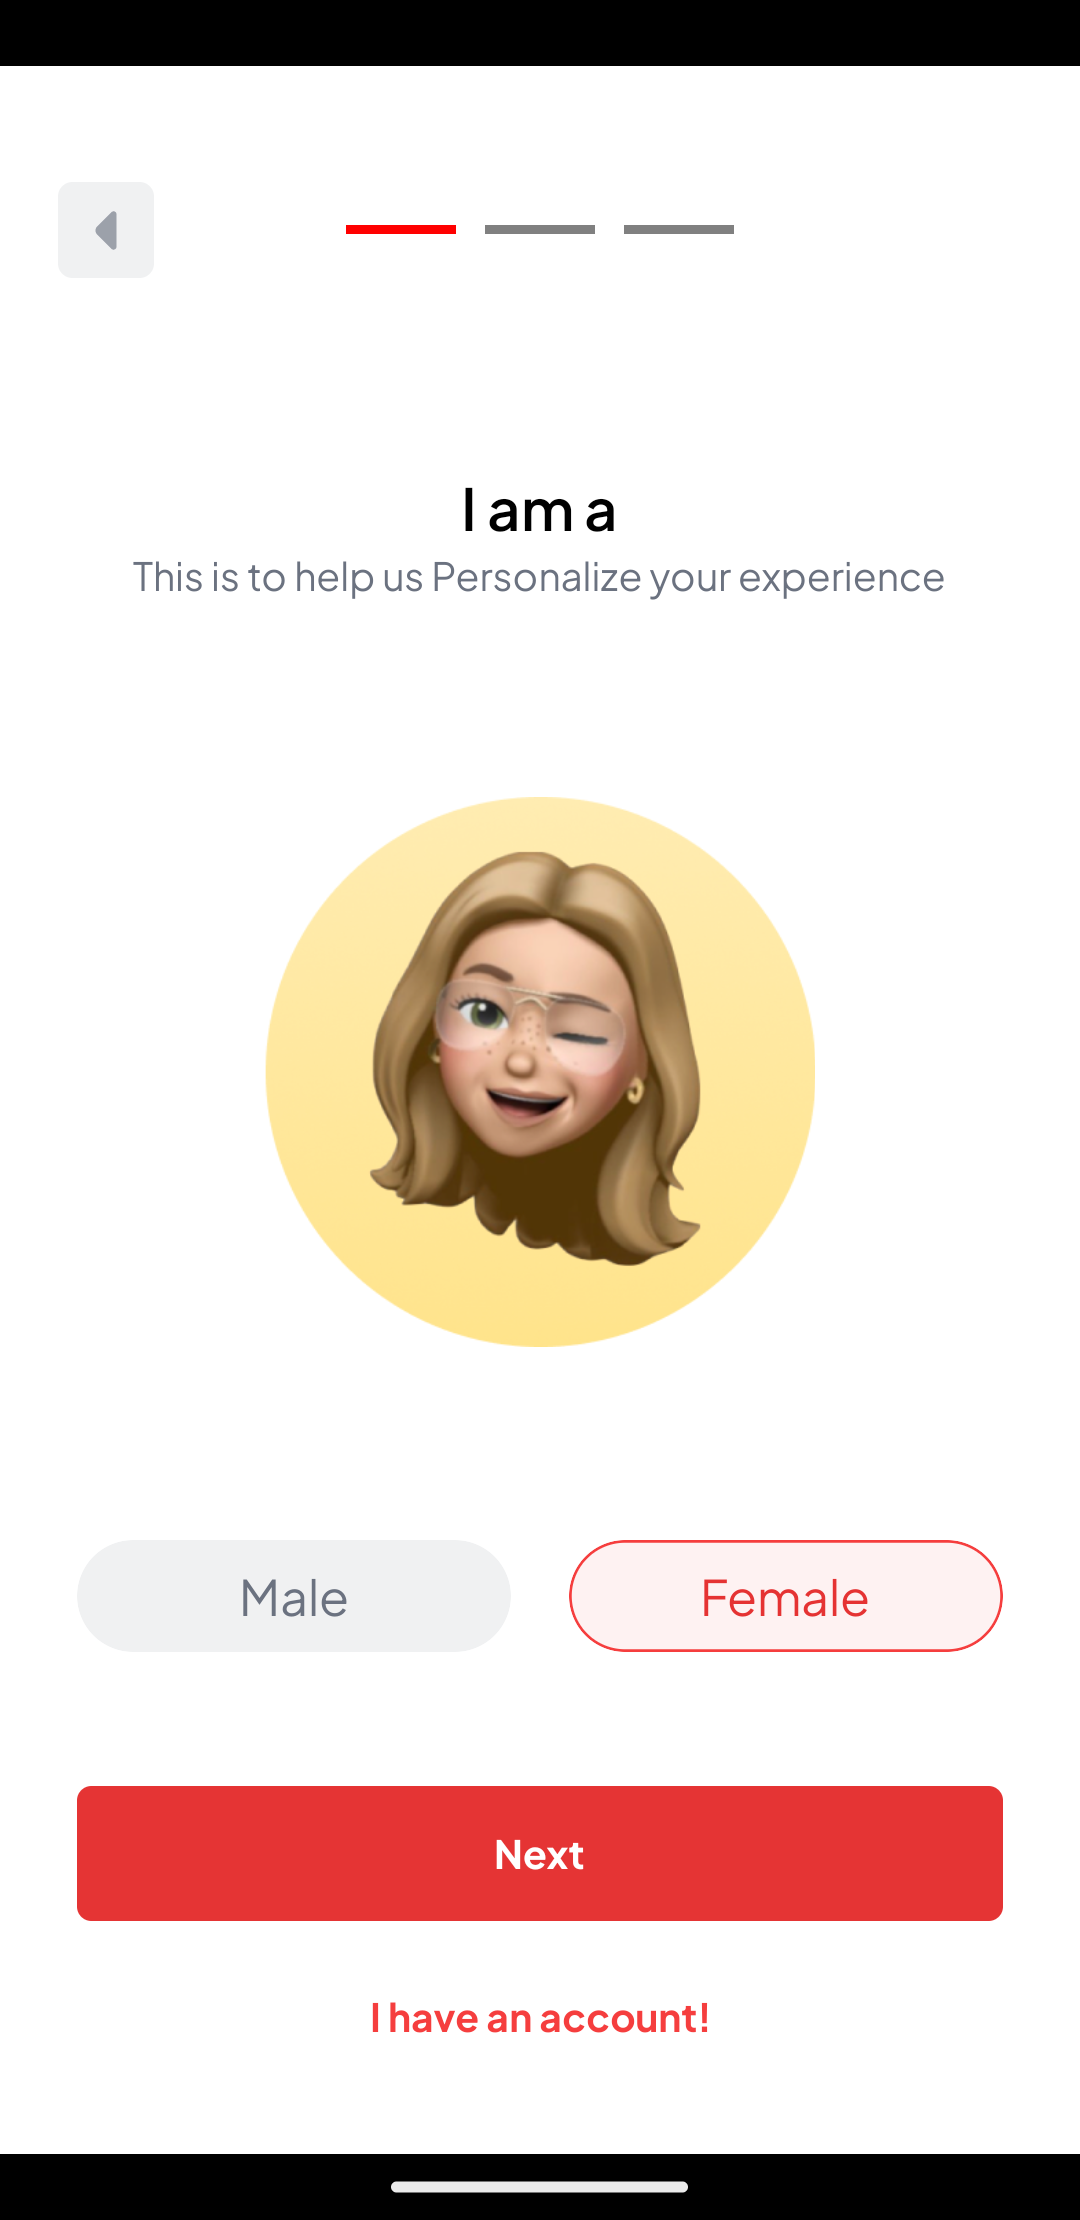 I am a
This is to help us Personalize your experience
Male
Female
Next
I have an account!